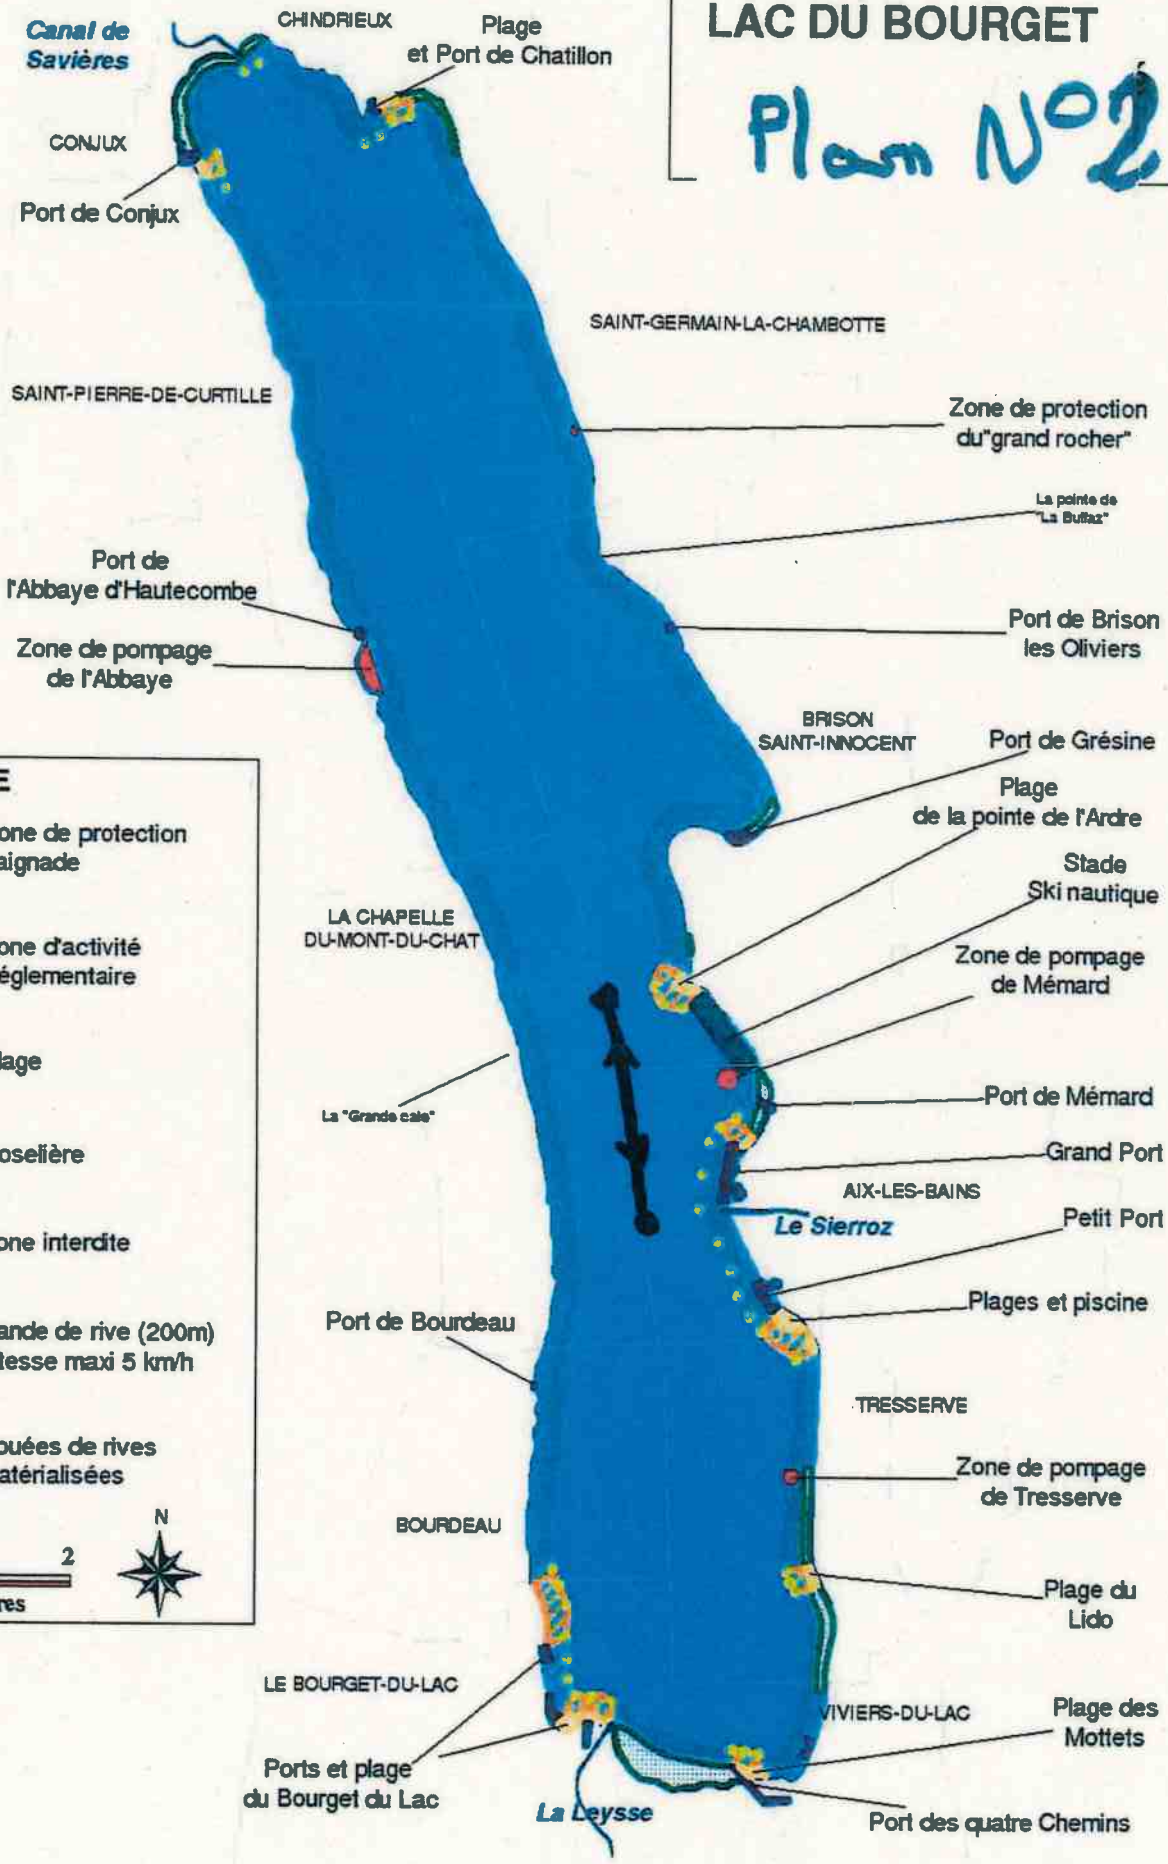 LAC DU BOURGET
Plan N°2
Canal de
Savières
CHINDRIEUX
Plage
et Port de Chatillon
CONJUX
Port de Conjux
SAINT-GERMAIN-LA-CHAMBOTTE
SAINT-PIERRE-DE-CURTILLE
Zone de protection
du"grand rocher"
La pointe de
"La Buffaz"
Port de
l'Abbaye d'Hautecombe
Zone de pompage
de l'Abbaye
Port de Brison
les Oliviers
BRISON
SAINT-INNOCENT
Port de Grésine
Plage
de la pointe de l'Ardre
Stade
Ski nautique
Zone de pompage
de Mémard
LA CHAPELLE
DU-MONT-DU-CHAT
La "Grande cale"
Port de Mémard
Grand Port
AIX-LES-BAINS
Le Sierroz
Petit Port
Plages et piscine
Port de Bourdeau
TRESSERVE
Zone de pompage
de Tresserve
BOURDEAU
Plage du
Lido
LE BOURGET-DU-LAC
VIVIERS-DU-LAC
Plage des
Mottets
Ports et plage
du Bourget du Lac
La Leysse
Port des quatre Chemins
E
one de protection
aignade
one d'activité
églementaire
lage
oselière
one interdite
ande de rive (200m)
tesse maxi 5 km/h
ouées de rives
atérialisées
N
2
res